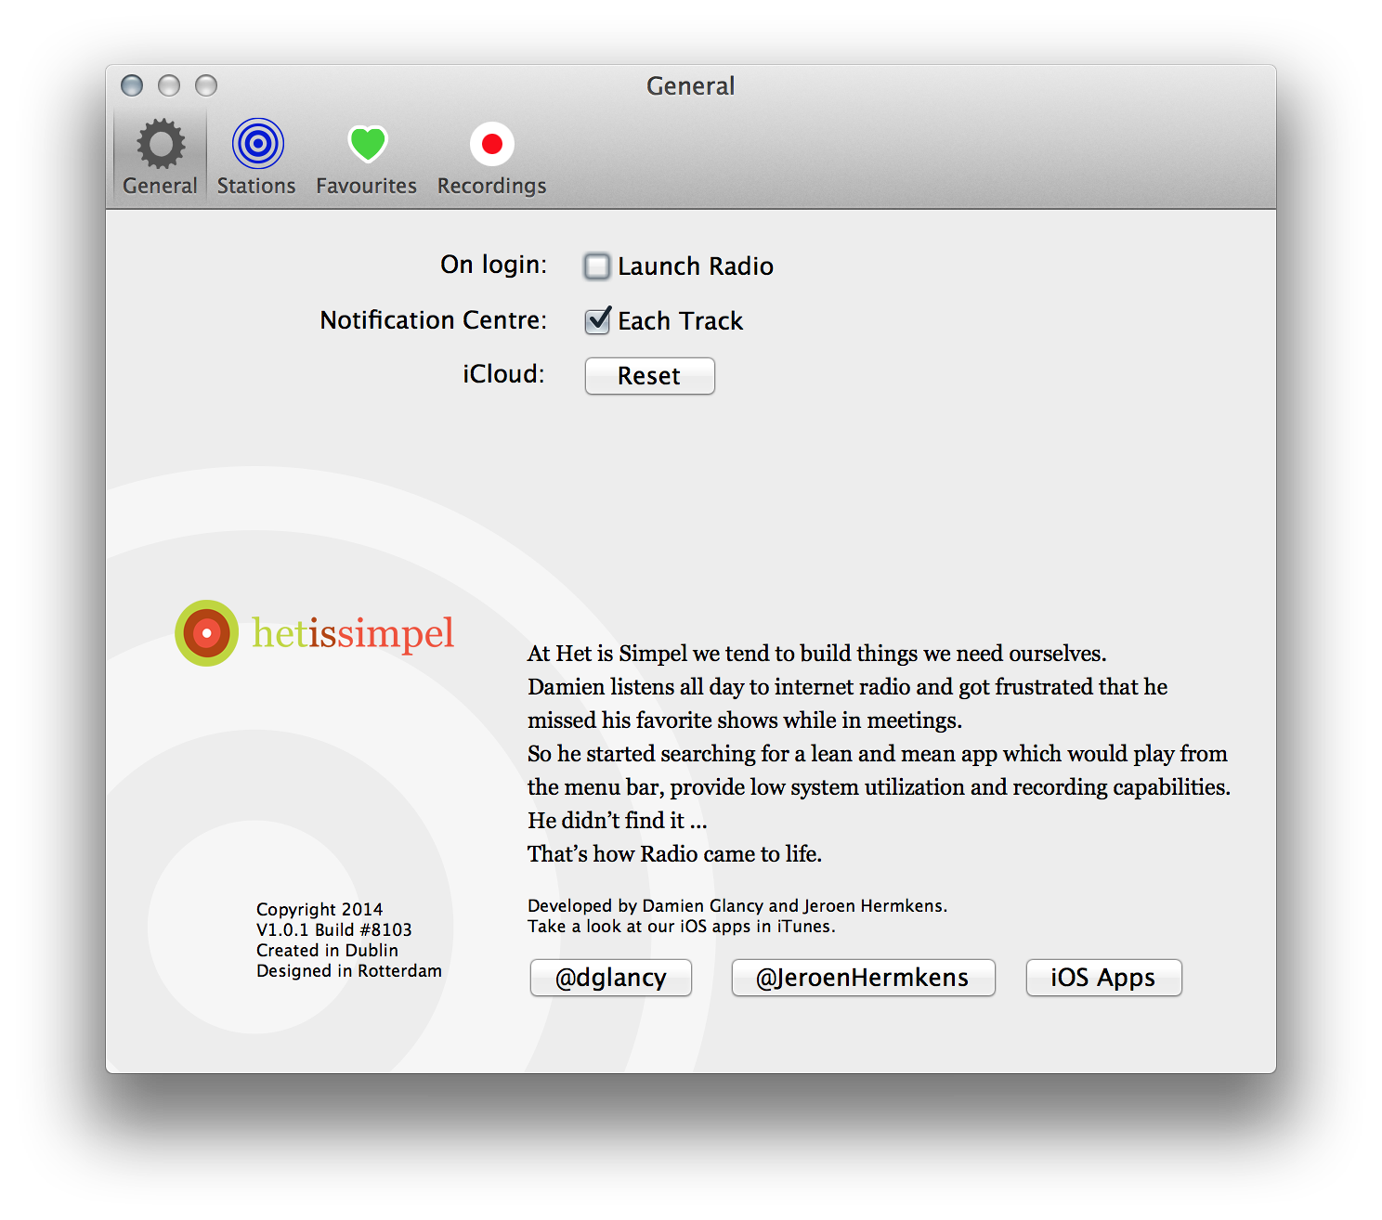 General
General Stations Favourites Recordings
On login: Launch Radio
Notification Centre: Each Track
iCloud: Reset
hetissimpel
At Het is Simpel we tend to build things we need ourselves.
Damien listens all day to internet radio and got frustrated that he
missed his favorite shows while in meetings.
So he started searching for a lean and mean app which would play from
the menu bar, provide low system utilization and recording capabilities.
He didn’t find it ...
That’s how Radio came to life.
Copyright 2014
V1.0.1 Build #8103
Created in Dublin
Designed in Rotterdam
Developed by Damien Glancy and Jeroen Hermkens.
Take a look at our iOS apps in iTunes.
@dglancy @JeroenHermkens iOS Apps